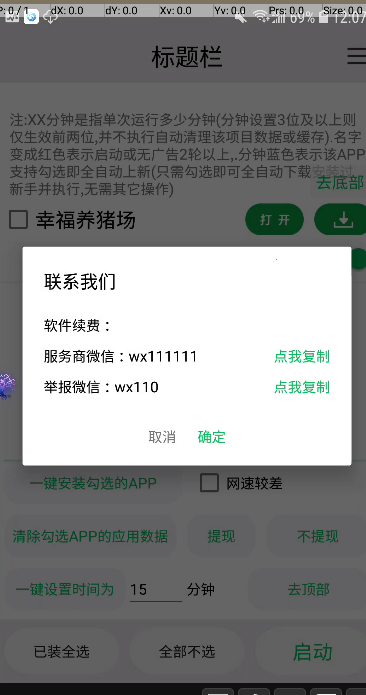 P: 0 / 1 dX: 0.0 dY: 0.0 Xv: 0.0 Yv: 0.0 Prs: 0.0 Size: 0.0
69% 12:07
标题栏
注:XX分钟是指单次运行多少分钟(分钟设置3位及以上则
仅生效前两位,并不执行自动清理该项目数据或缓存).名字
变成红色表示启动或无广告2轮以上,.分钟蓝色表示该APP
支持勾选即全自动上新(只需勾选即可全自动下载安装过
新手并执行,无需其它操作)
去底部
幸福养猪场
打 开
联系我们
软件续费：
服务商微信：wx111111 点我复制
举报微信：wx110 点我复制
取消 确定
一键安装勾选的APP 网速较差
清除勾选APP的应用数据 提现 不提现
一键设置时间为 15 分钟 去顶部
已装全选 全部不选 启动